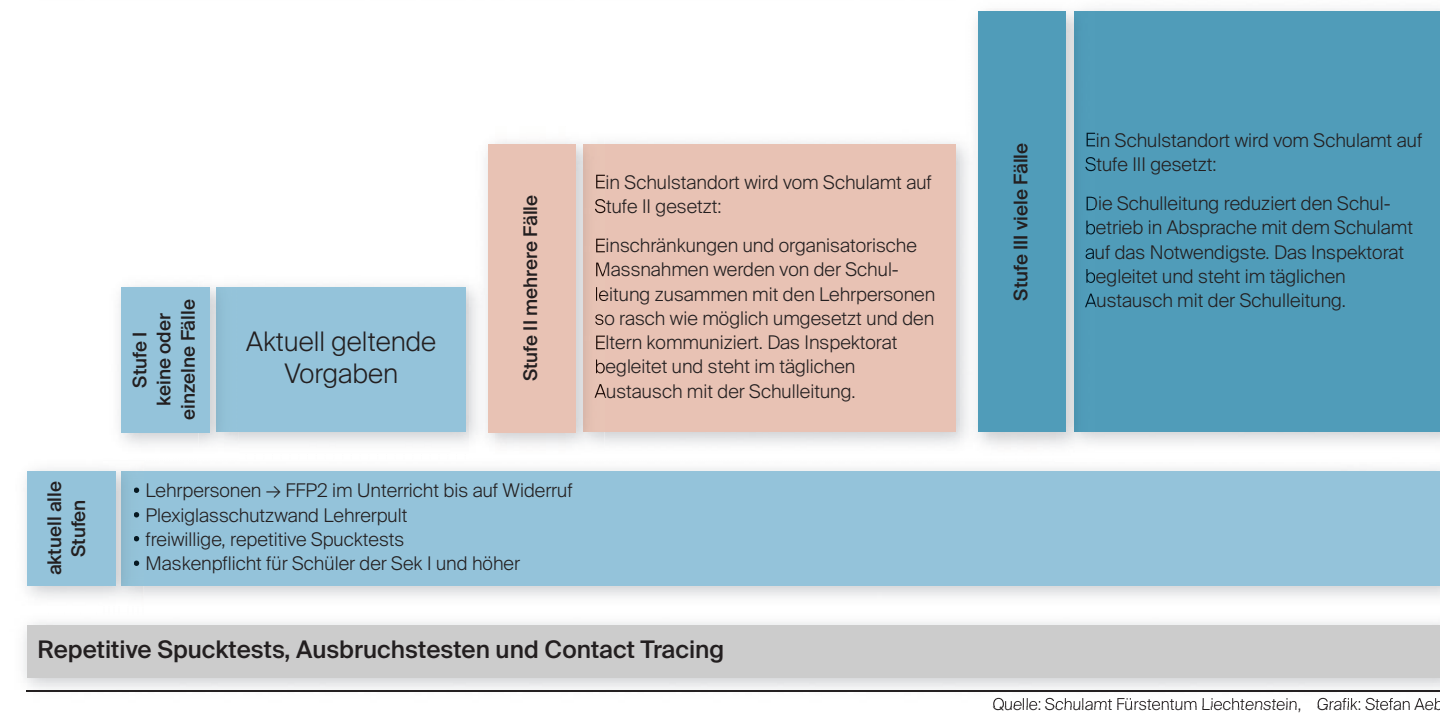 Stufe I
keine oder
einzelne Fälle
Aktuell geltende
Vorgaben
Stufe II mehrere Fälle
Ein Schulstandort wird vom Schulamt auf
Stufe II gesetzt:
Einschränkungen und organisatorische
Massnahmen werden von der Schul-
leitung zusammen mit den Lehrpersonen
so rasch wie möglich umgesetzt und den
Eltern kommuniziert. Das Inspektorat
begleitet und steht im täglichen
Austausch mit der Schulleitung.
Stufe III viele Fälle
Ein Schulstandort wird vom Schulamt auf
Stufe III gesetzt:
Die Schulleitung reduziert den Schul-
betrieb in Absprache mit dem Schulamt
auf das Notwendigste. Das Inspektorat
begleitet und steht im täglichen
Austausch mit der Schulleitung.
aktuell alle
Stufen
• Lehrpersonen → FFP2 im Unterricht bis auf Widerruf
• Plexiglasschutzwand Lehrerpult
• freiwillige, repetitive Spucktests
• Maskenpflicht für Schüler der Sek I und höher
Repetitive Spucktests, Ausbruchstesten und Contact Tracing
Quelle: Schulamt Fürstentum Liechtenstein, Grafik: Stefan